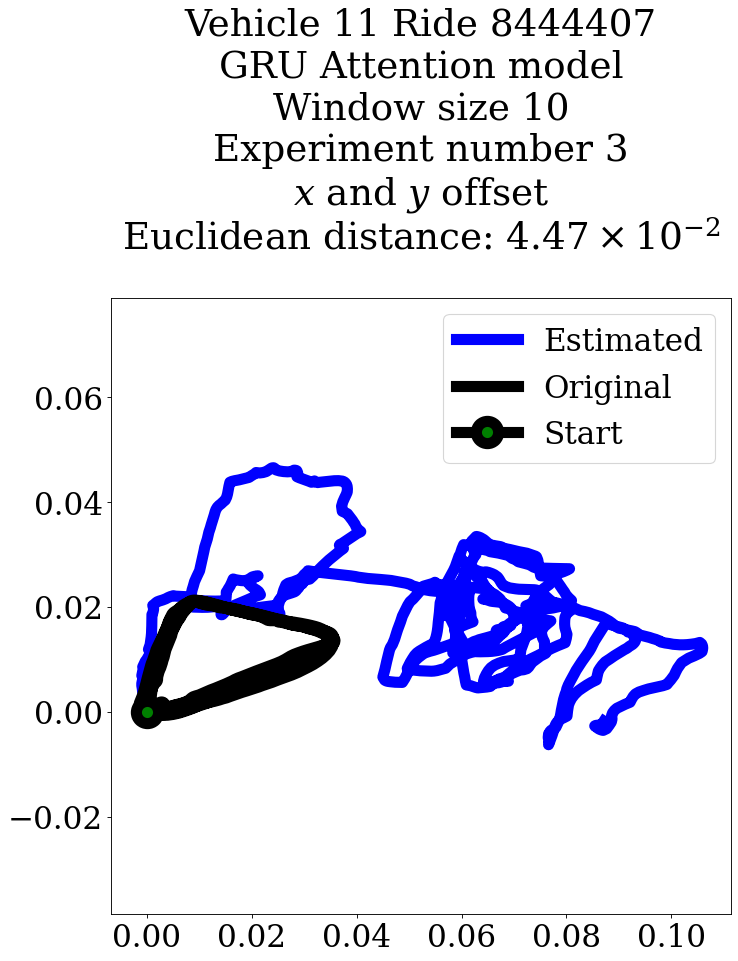 Vehicle 11 Ride 8444407
GRU Attention model
Window size 10
Experiment number 3
x and y offset
Euclidean distance: 4.47 × 10⁻²
Estimated
Original
Start
0.06
0.04
0.02
0.00
−0.02
0.00 0.02 0.04 0.06 0.08 0.10